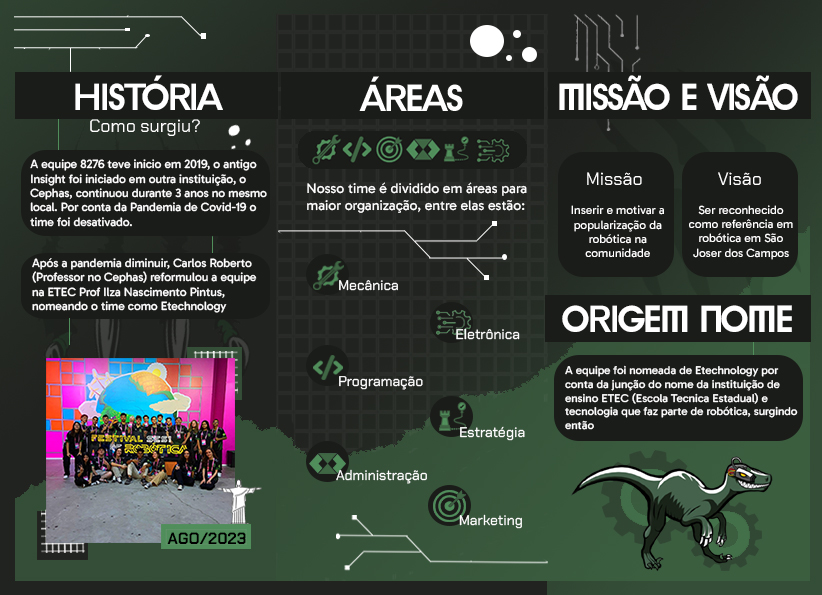 HISTÓRIA
Como surgiu?
A equipe 8276 teve inicio em 2019, o antigo
Insight foi iniciado em outra instituição, o
Cephas, continuou durante 3 anos no mesmo
local. Por conta da Pandemia de Covid-19 o
time foi desativado.
Após a pandemia diminuir, Carlos Roberto
(Professor no Cephas) reformulou a equipe
na ETEC Prof Ilza Nascimento Pintus,
nomeando o time como Etechnology
FESTIVAL SESI
DE ROBÓTICA
AGO/2023
ÁREAS
Nosso time é dividido em áreas para
maior organização, entre elas estão:
Mecânica
Eletrônica
Programação
Estratégia
Administração
Marketing
MISSÃO E VISÃO
Missão
Inserir e motivar a
popularização da
robótica na
comunidade
Visão
Ser reconhecido
como referência em
robótica em São
Joser dos Campos
ORIGEM NOME
A equipe foi nomeada de Etechnology por
conta da junção do nome da instituição de
ensino ETEC (Escola Tecnica Estadual) e
tecnologia que faz parte de robótica, surgindo
então